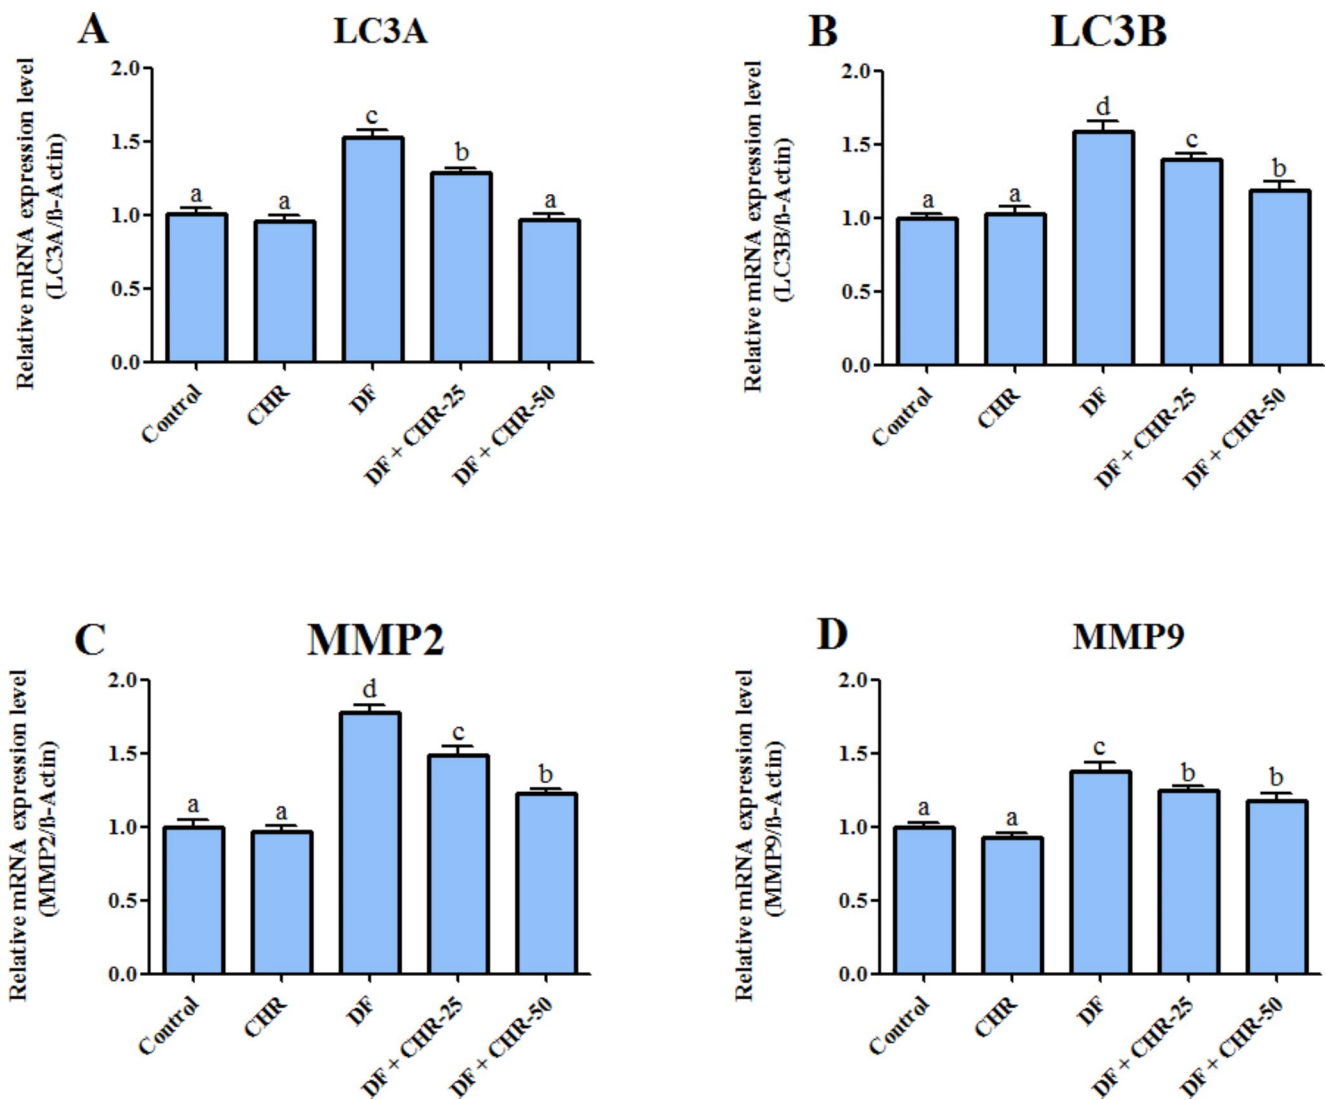 A
LC3A
Relative mRNA expression level
(LC3A/ß-Actin)
2.0
1.5
1.0
0.5
0.0
a
a
c
b
a
Control
CHR
DF
DF + CHR-25
DF + CHR-50
B
LC3B
Relative mRNA expression level
(LC3B/ß-Actin)
2.0
1.5
1.0
0.5
0.0
a
a
d
c
b
Control
CHR
DF
DF + CHR-25
DF + CHR-50
C
MMP2
Relative mRNA expression level
(MMP2/ß-Actin)
2.0
1.5
1.0
0.5
0.0
a
a
d
c
b
Control
CHR
DF
DF + CHR-25
DF + CHR-50
D
MMP9
Relative mRNA expression level
(MMP9/ß-Actin)
2.0
1.5
1.0
0.5
0.0
a
a
c
b
b
Control
CHR
DF
DF + CHR-25
DF + CHR-50